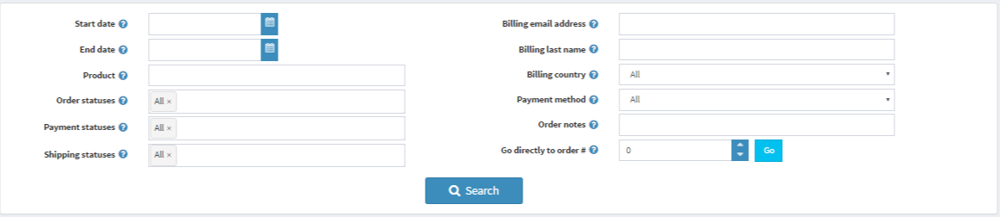 Start date ?
End date ?
Product ?
Order statuses ? All ×
Payment statuses ? All ×
Shipping statuses ? All ×
Billing email address ?
Billing last name ?
Billing country ? All
Payment method ? All
Order notes ?
Go directly to order # ? 0 Go
Search